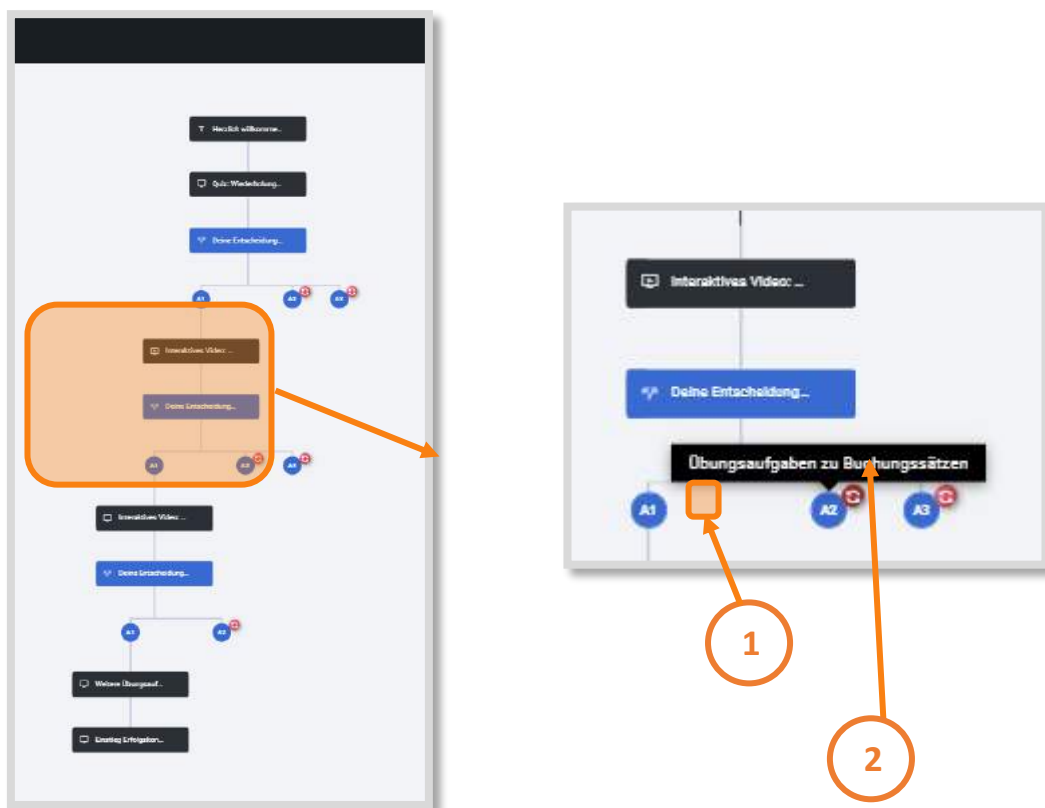 Herzlich willkomme...
Quiz: Wiederholung...
Deine Entscheidung...
A1 A2 A3
Interaktives Video: ...
Deine Entscheidung...
A1 A2 A3
Interaktives Video: ...
Deine Entscheidung...
A1 A2
Weitere Übungsauf...
Einstieg Erfolgskon...
Interaktives Video: ...
Deine Entscheidung...
Übungsaufgaben zu Buchungssätzen
A1 A2 A3
1
2